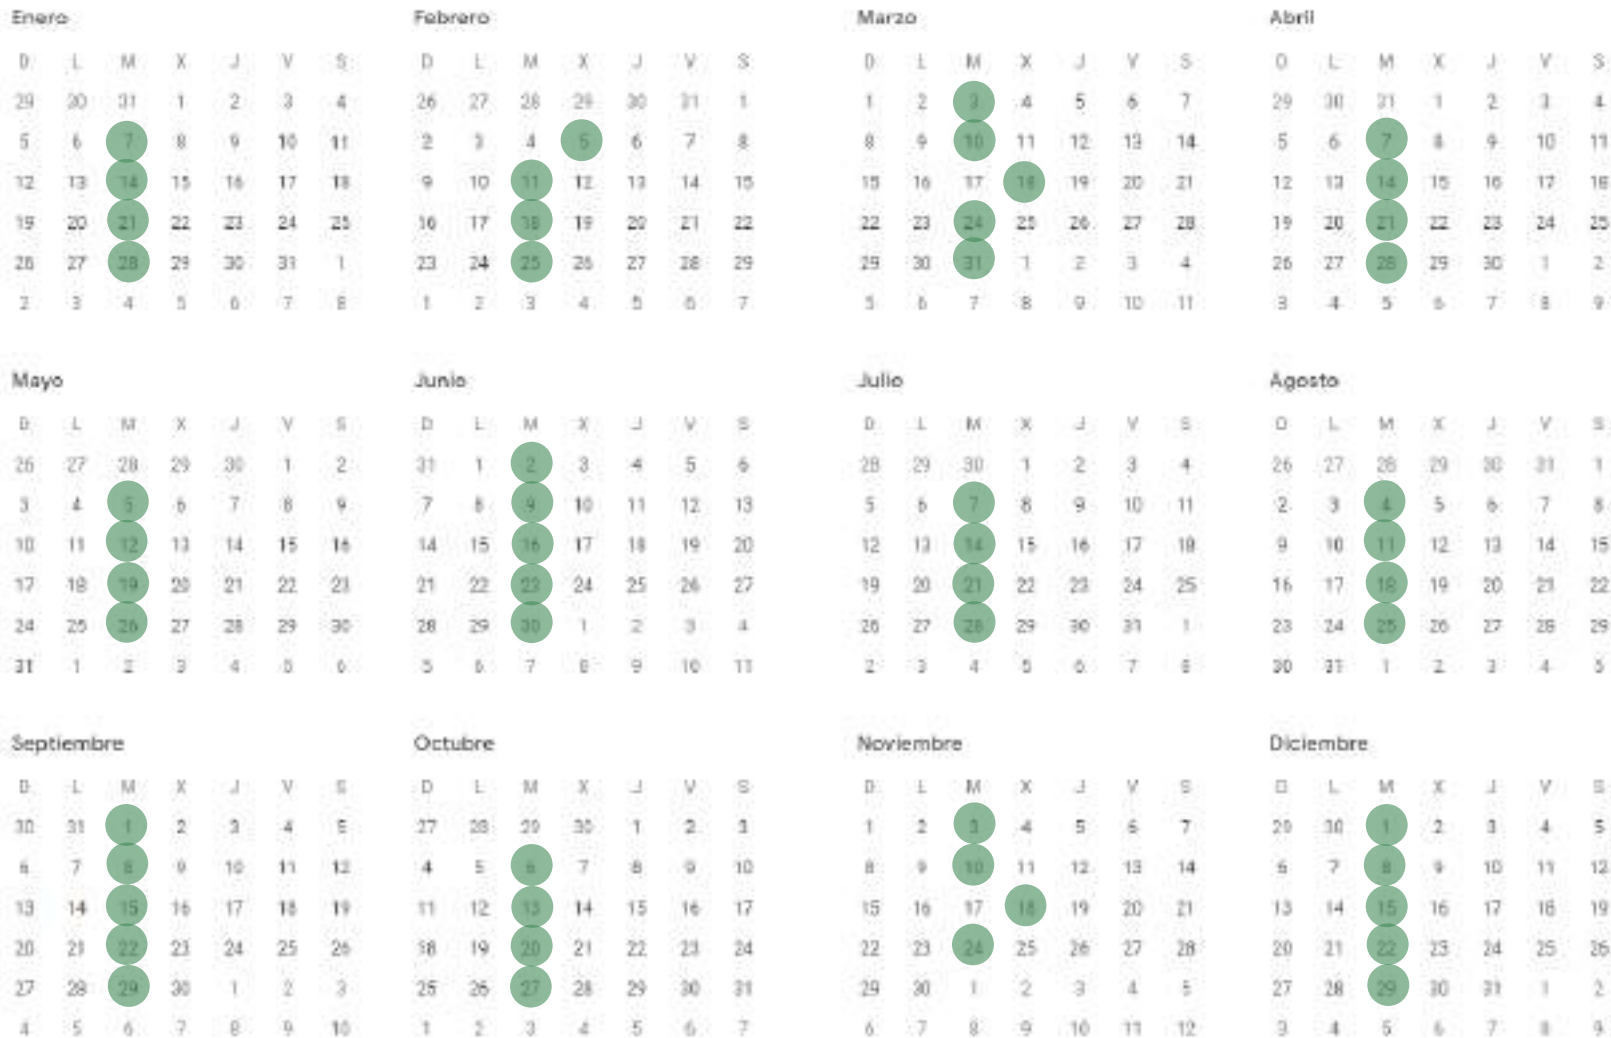 Enero Febrero Marzo Abril
D L M X J V S D L M X J V S D L M X J V S D L M X J V S
29 30 31 1 2 3 4 26 27 28 29 30 31 1 1 2 3 4 5 6 7 29 30 31 1 2 3 4
5 6 7 8 9 10 11 2 3 4 5 6 7 8 8 9 10 11 12 13 14 5 6 7 8 9 10 11
12 13 14 15 16 17 18 9 10 11 12 13 14 15 15 16 17 18 19 20 21 12 13 14 15 16 17 18
19 20 21 22 23 24 25 16 17 18 19 20 21 22 22 23 24 25 26 27 28 19 20 21 22 23 24 25
26 27 28 29 30 31 1 23 24 25 26 27 28 29 29 30 31 1 2 3 4 26 27 28 29 30 1 2
2 3 4 5 6 7 8 1 2 3 4 5 6 7 5 6 7 8 9 10 11 3 4 5 6 7 8 9
Mayo Junio Julio Agosto
D L M X J V S D L M X J V S D L M X J V S D L M X J V S
26 27 28 29 30 1 2 31 1 2 3 4 5 6 28 29 30 1 2 3 4 26 27 28 29 30 31 1
3 4 5 6 7 8 9 7 8 9 10 11 12 13 5 6 7 8 9 10 11 2 3 4 5 6 7 8
10 11 12 13 14 15 16 14 15 16 17 18 19 20 12 13 14 15 16 17 18 9 10 11 12 13 14 15
17 18 19 20 21 22 23 21 22 23 24 25 26 27 19 20 21 22 23 24 25 16 17 18 19 20 21 22
24 25 26 27 28 29 30 28 29 30 1 2 3 4 26 27 28 29 30 31 1 23 24 25 26 27 28 29
31 1 2 3 4 5 6 5 6 7 8 9 10 11 2 3 4 5 6 7 8 30 31 1 2 3 4 5
Septiembre Octubre Noviembre Diciembre
D L M X J V S D L M X J V S D L M X J V S D L M X J V S
30 31 1 2 3 4 5 27 28 29 30 1 2 3 1 2 3 4 5 6 7 29 30 1 2 3 4 5
6 7 8 9 10 11 12 4 5 6 7 8 9 10 8 9 10 11 12 13 14 6 7 8 9 10 11 12
13 14 15 16 17 18 19 11 12 13 14 15 16 17 15 16 17 18 19 20 21 13 14 15 16 17 18 19
20 21 22 23 24 25 26 18 19 20 21 22 23 24 22 23 24 25 26 27 28 20 21 22 23 24 25 26
27 28 29 30 1 2 3 25 26 27 28 29 30 31 29 30 1 2 3 4 5 27 28 29 30 31 1 2
4 5 6 7 8 9 10 1 2 3 4 5 6 7 6 7 8 9 10 11 12 3 4 5 6 7 8 9